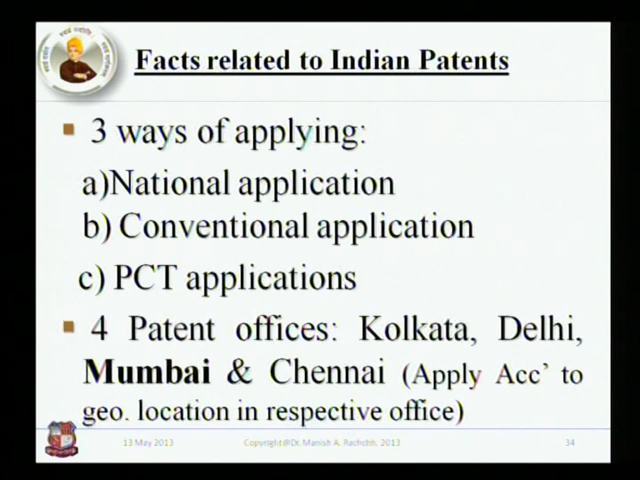 Facts related to Indian Patents
3 ways of applying:
a)National application
b) Conventional application
c) PCT applications
4 Patent offices: Kolkata, Delhi,
Mumbai & Chennai (Apply Acc' to
geo. location in respective office)
13 May 2013 Copyright@Dr. Manish A. Rachchh. 2013 34